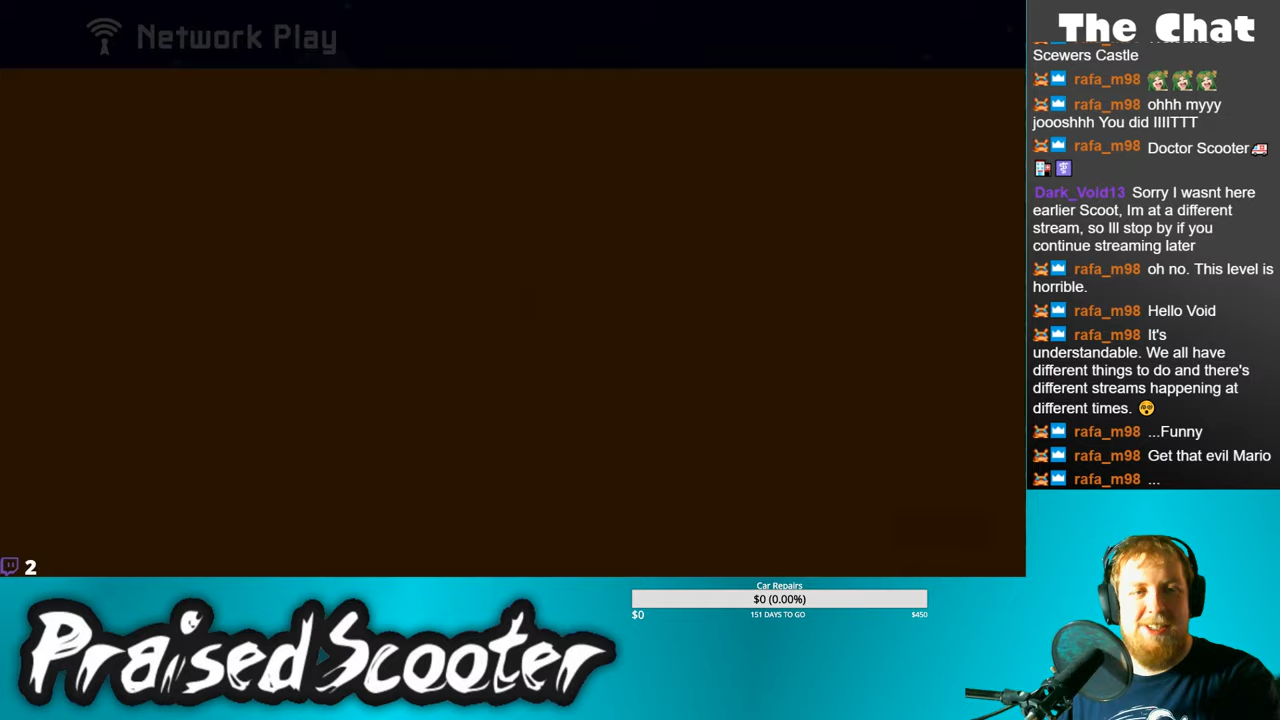 Network Play
The Chat
Scewers Castle
rafa_m98
rafa_m98 ohhh myyy
joooshhh You did IIIITTT
rafa_m98 Doctor Scooter
Dark_Void13 Sorry I wasnt here
earlier Scoot, Im at a different
stream, so Ill stop by if you
continue streaming later
rafa_m98 oh no. This level is
horrible.
rafa_m98 Hello Void
rafa_m98 It's
understandable. We all have
different things to do and there's
different streams happening at
different times.
rafa_m98 ...Funny
rafa_m98 Get that evil Mario
rafa_m98 ...
2
Car Repairs
$0 (0.00%)
$0 151 DAYS TO GO $450
PraisedScooter